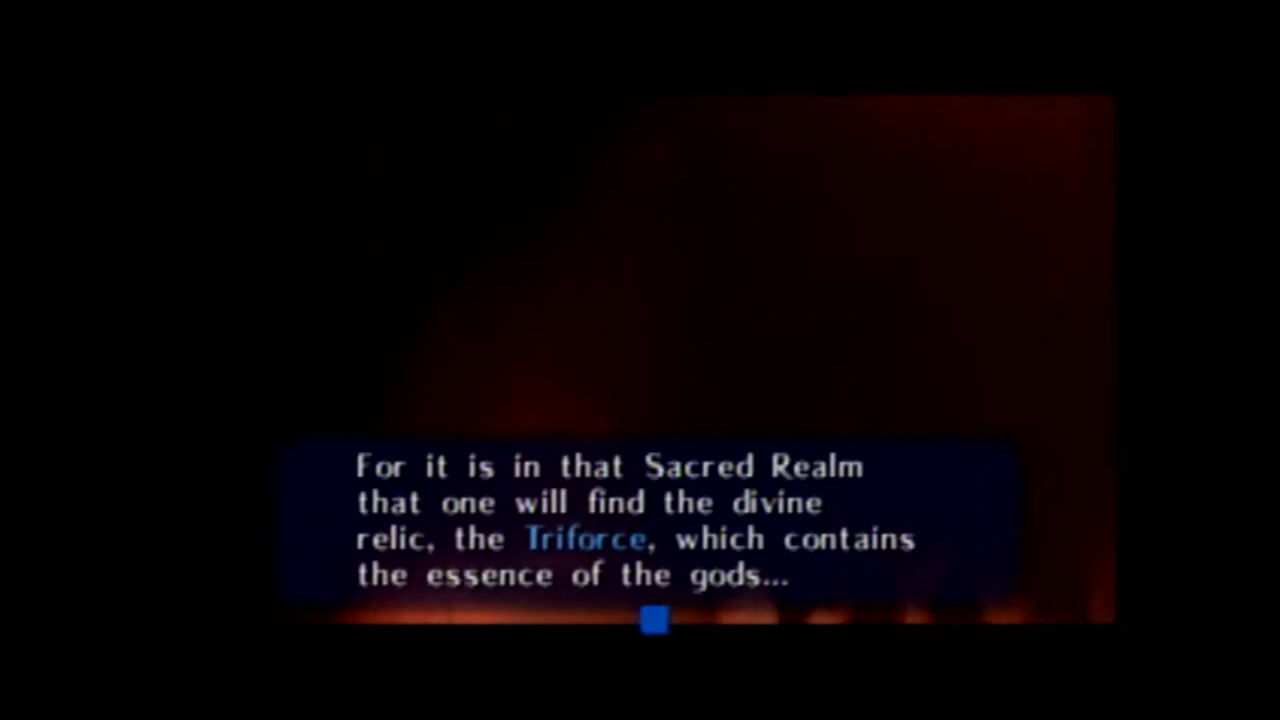 For it is in that Sacred Realm
that one will find the divine
relic, the Triforce, which contains
the essence of the gods...